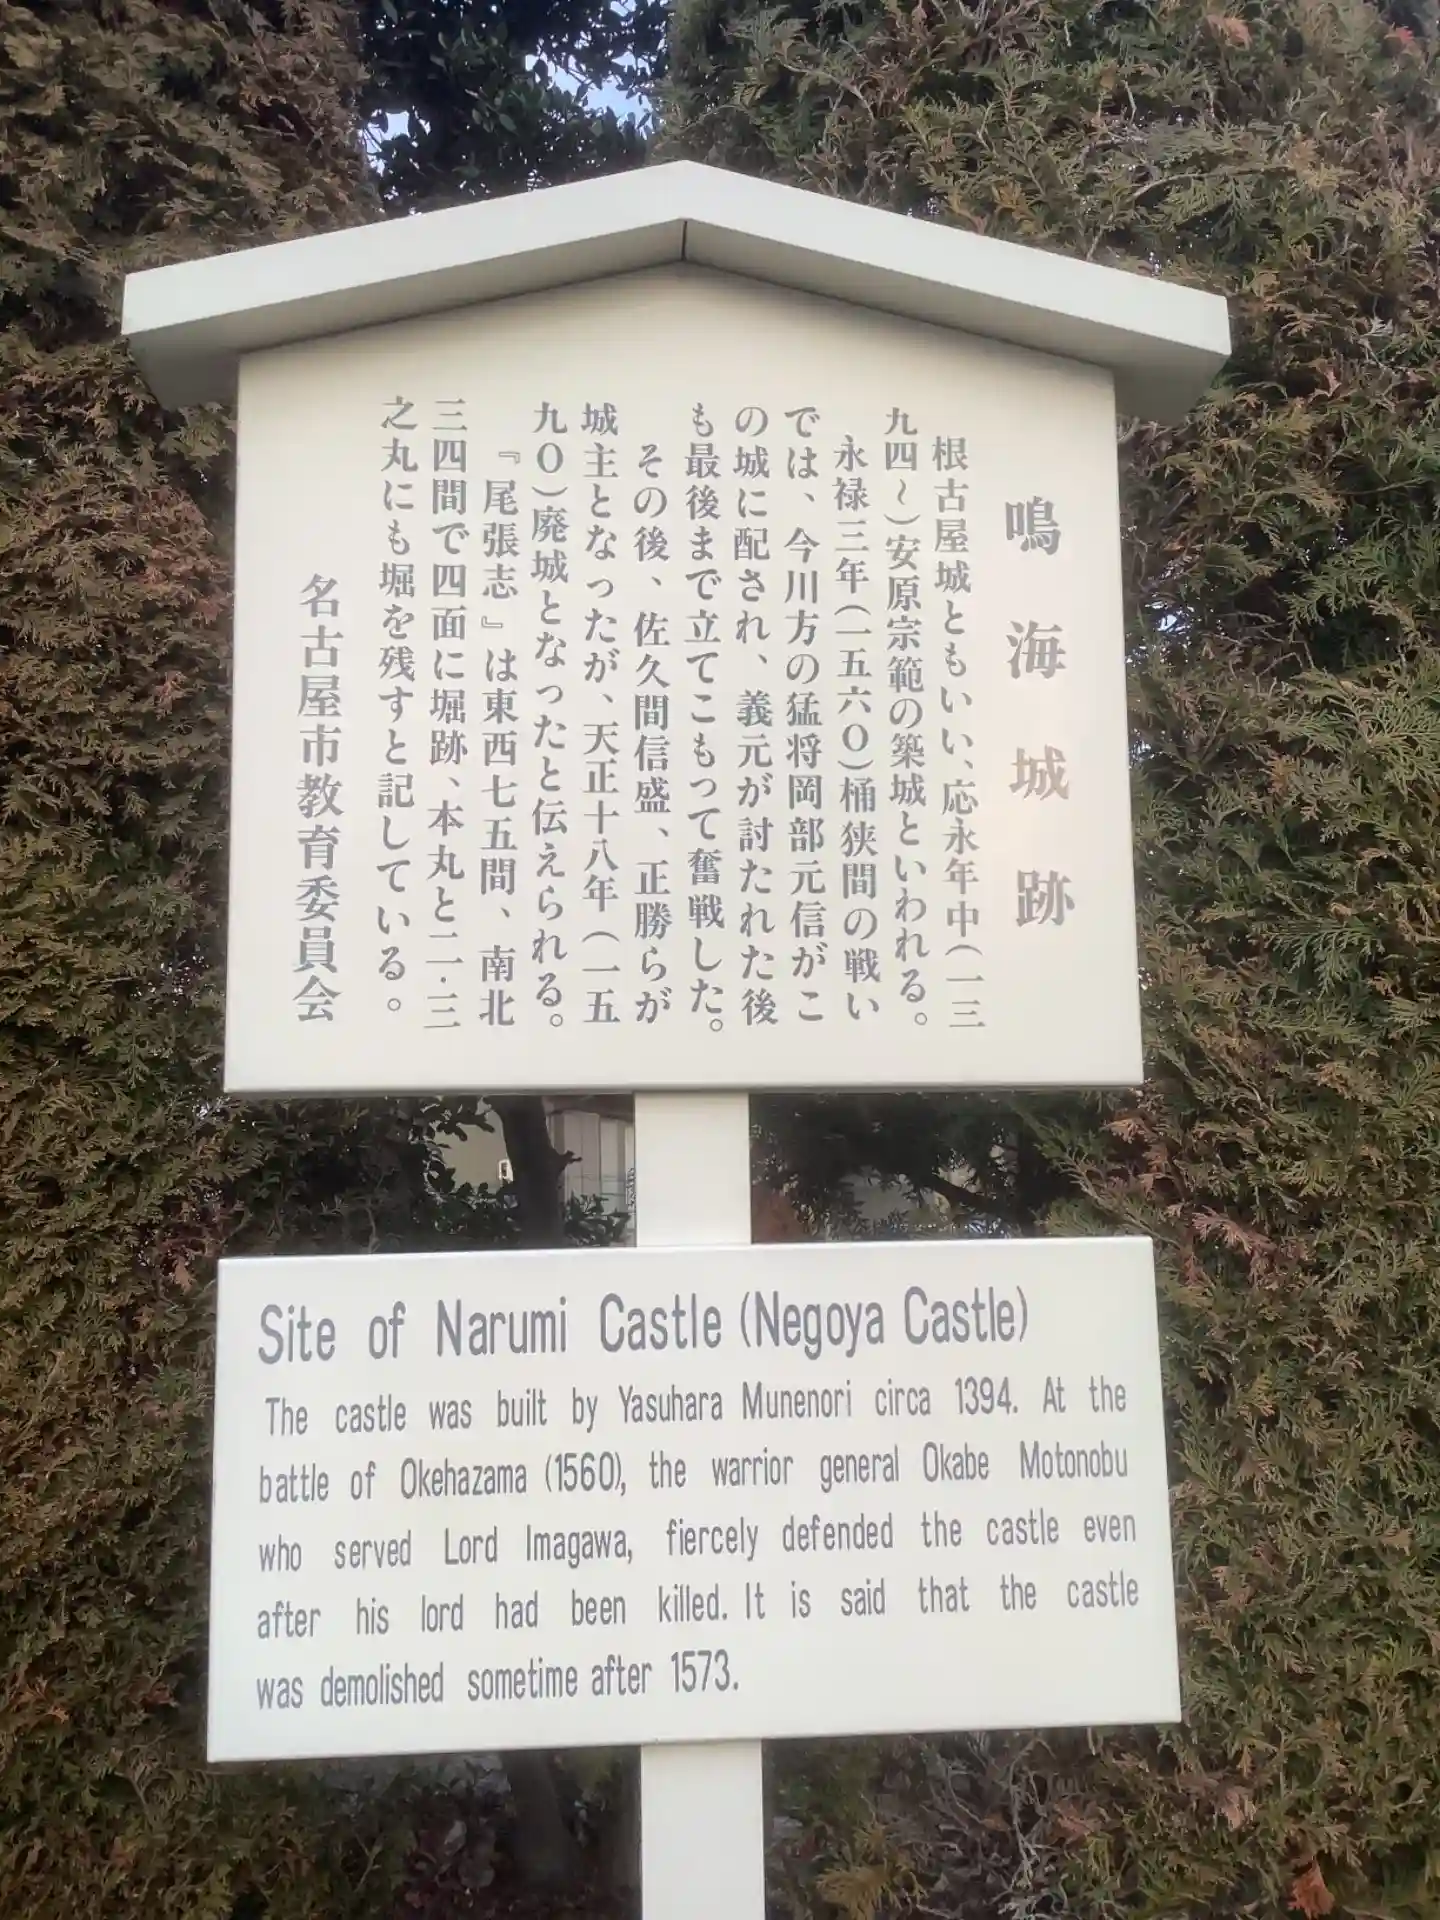 鳴海城跡
根古屋城ともいい、応永年中(一三
九四〜)安原宗範の築城といわれる。
永禄三年(一五六〇)桶狭間の戦い
では、今川方の猛将岡部元信がこ
の城に配され、義元が討たれた後
も最後まで立てこもって奮戦した。
その後、佐久間信盛、正勝らが
城主となったが、天正十八年(一五
九〇)廃城となったと伝えられる。
『尾張志』は東西七五間、南北
三四間で四面に堀跡、本丸と二・三
之丸にも堀を残すと記している。
名古屋市教育委員会
Site of Narumi Castle (Negoya Castle)
The castle was built by Yasuhara Munenori circa 1394. At the
battle of Okehazama (1560), the warrior general Okabe Motonobu
who served Lord Imagawa, fiercely defended the castle even
after his lord had been killed. It is said that the castle
was demolished sometime after 1573.